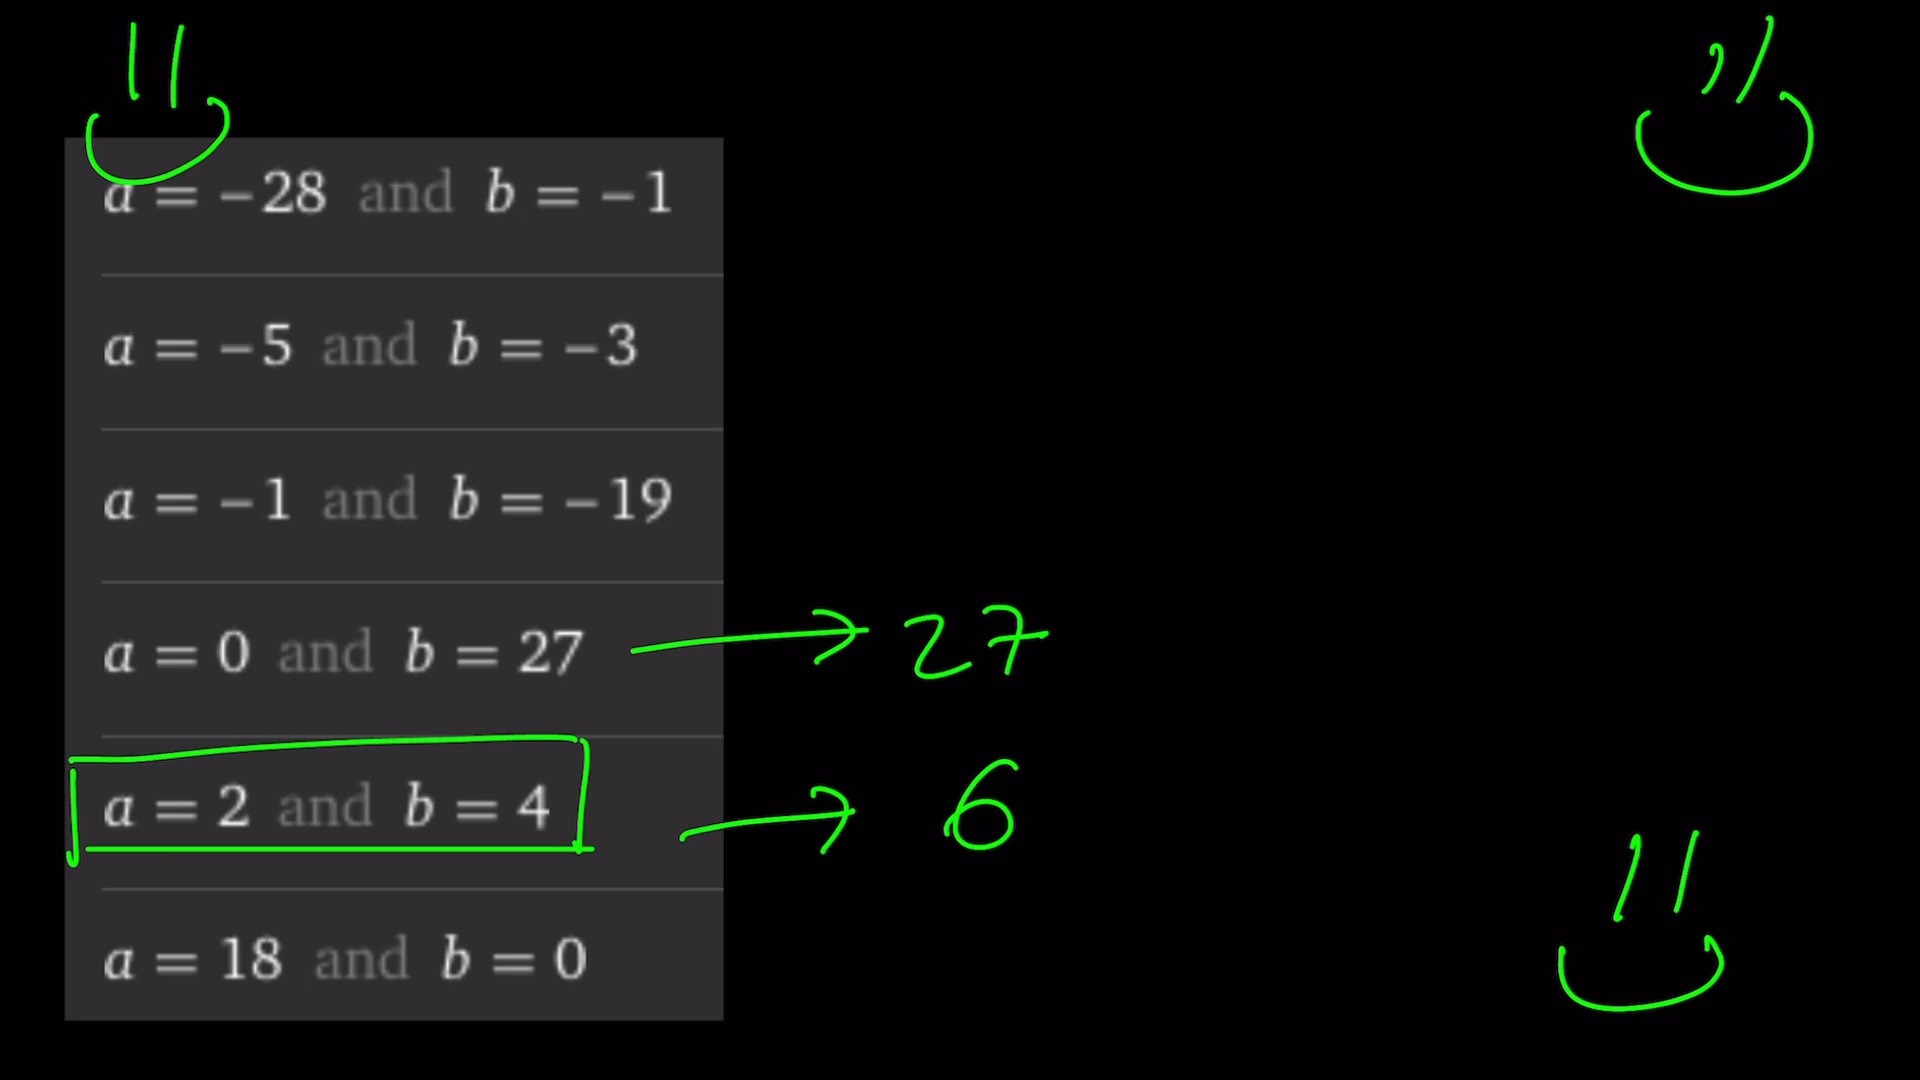 a = −28 and b = −1
a = −5 and b = −3
a = −1 and b = −19
a = 0 and b = 27 → 27
a = 2 and b = 4 → 6
a = 18 and b = 0